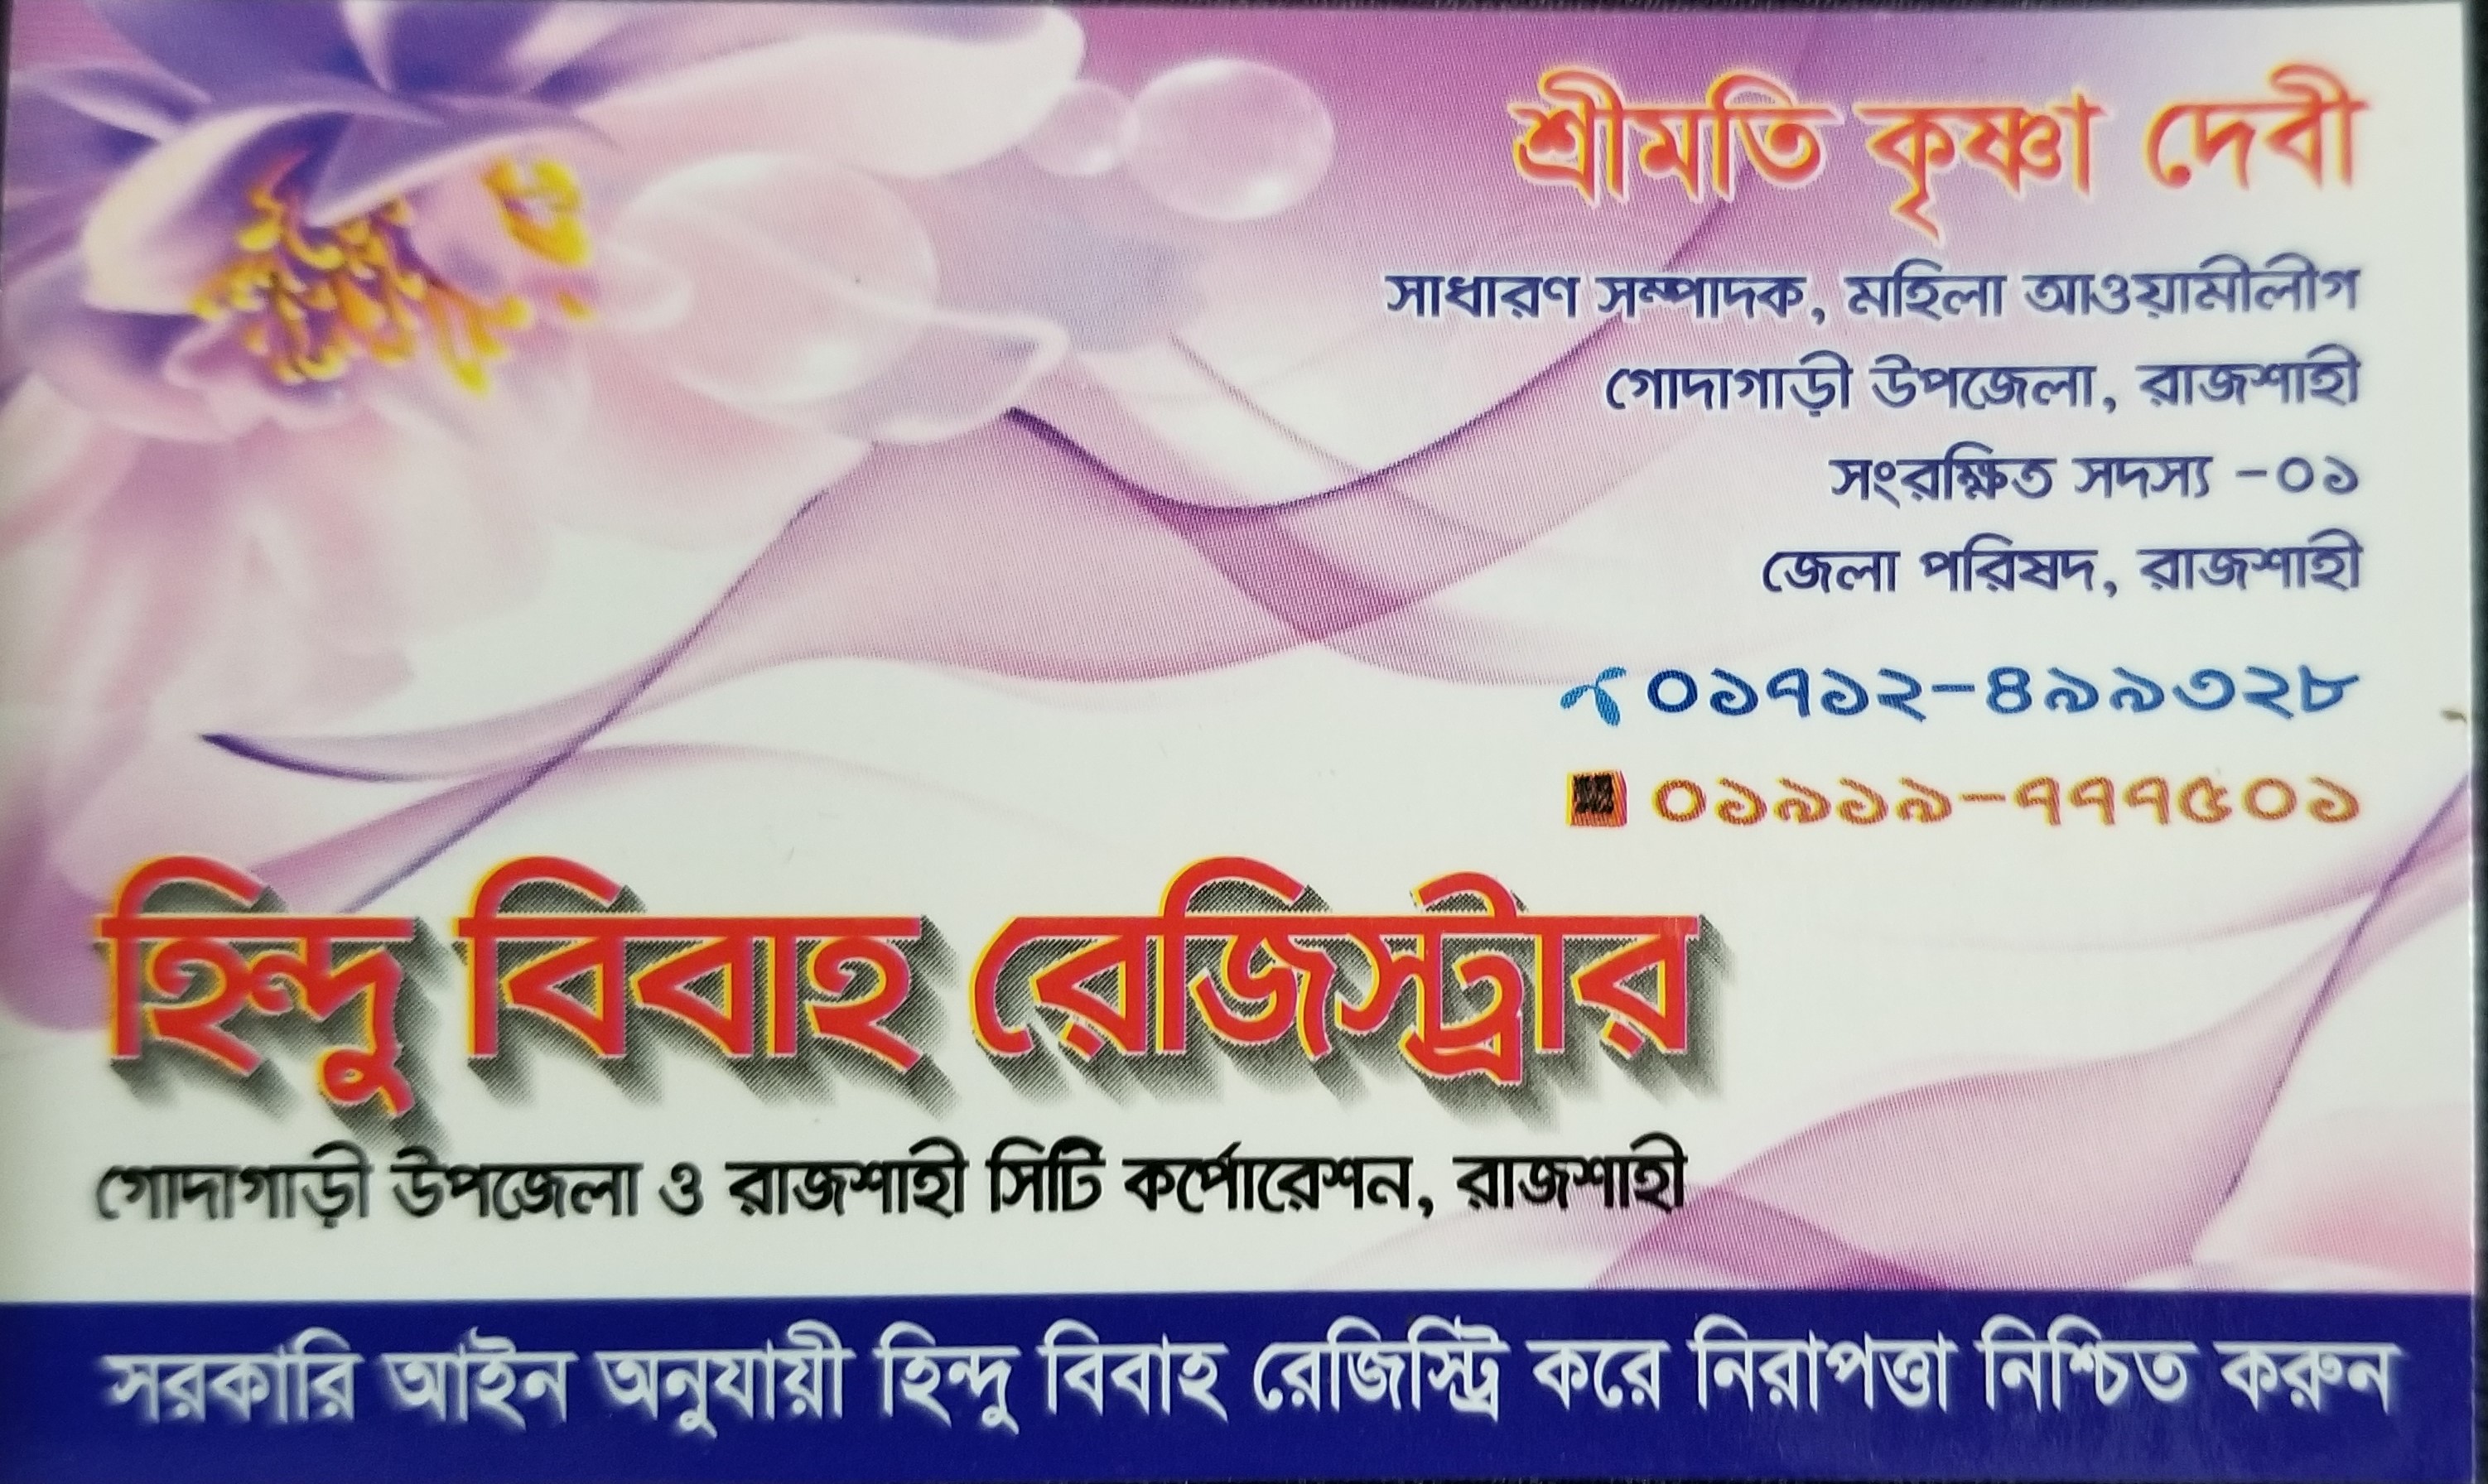 শ্রীমতি কৃষ্ণা দেবী
সাধারণ সম্পাদক, মহিলা আওয়ামীলীগ
গোদাগাড়ী উপজেলা, রাজশাহী
সংরক্ষিত সদস্য -০১
জেলা পরিষদ, রাজশাহী
০১৭১২-৪৯৯৩২৮
০১৯১৯-৭৭৭৫০১
হিন্দু বিবাহ রেজিস্ট্রার
গোদাগাড়ী উপজেলা ও রাজশাহী সিটি কর্পোরেশন, রাজশাহী
সরকারি আইন অনুযায়ী হিন্দু বিবাহ রেজিস্ট্রি করে নিরাপত্তা নিশ্চিত করুন